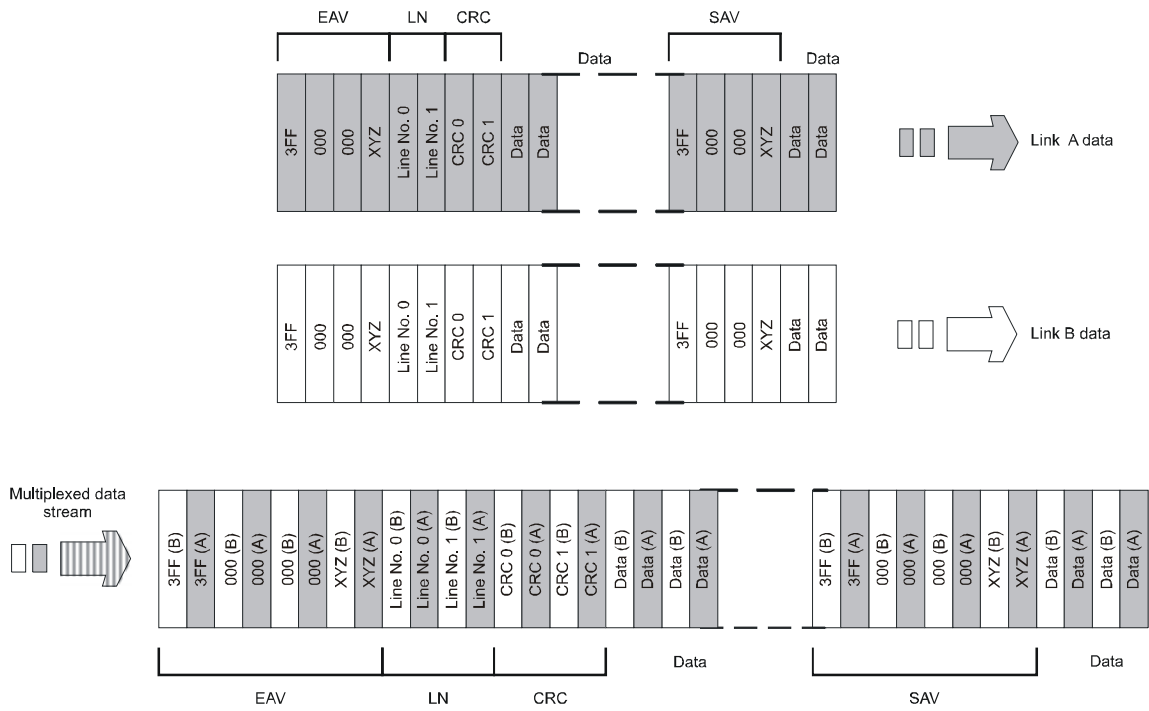 EAV LN CRC SAV
Data Data
3FF 000 000 XYZ Line No. 0 Line No. 1 CRC 0 CRC 1 Data Data 3FF 000 000 XYZ Data Data
Link A data
3FF 000 000 XYZ Line No. 0 Line No. 1 CRC 0 CRC 1 Data Data 3FF 000 000 XYZ Data Data
Link B data
Multiplexed data
stream
3FF (B) 3FF (A) 000 (B) 000 (A) 000 (B) 000 (A) XYZ (B) XYZ (A) Line No. 0 (B) Line No. 0 (A) Line No. 1 (B) Line No. 1 (A) CRC 0 (B) CRC 0 (A) CRC 1 (B) CRC 1 (A) Data (B) Data (A) Data (B) Data (A) 3FF (B) 3FF (A) 000 (B) 000 (A) 000 (B) 000 (A) XYZ (B) XYZ (A) Data (B) Data (A) Data (B) Data (A)
Data Data
EAV LN CRC SAV